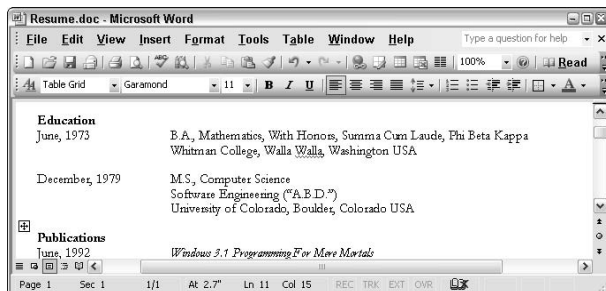 Resume.doc - Microsoft Word
File Edit View Insert Format Tools Table Window Help Type a question for help
100% Read
Table Grid Garamond 11 B I U A
Education
June, 1973 B.A., Mathematics, With Honors, Summa Cum Laude, Phi Beta Kappa
Whitman College, Walla Walla, Washington USA
December, 1979 M.S., Computer Science
Software Engineering (“A.B.D.”)
University of Colorado, Boulder, Colorado USA
Publications
June, 1992 Windows 3.1 Programming For Mere Mortals
Page 1 Sec 1 1/1 At 2.7" Ln 11 Col 15 REC TRK EXT OVR